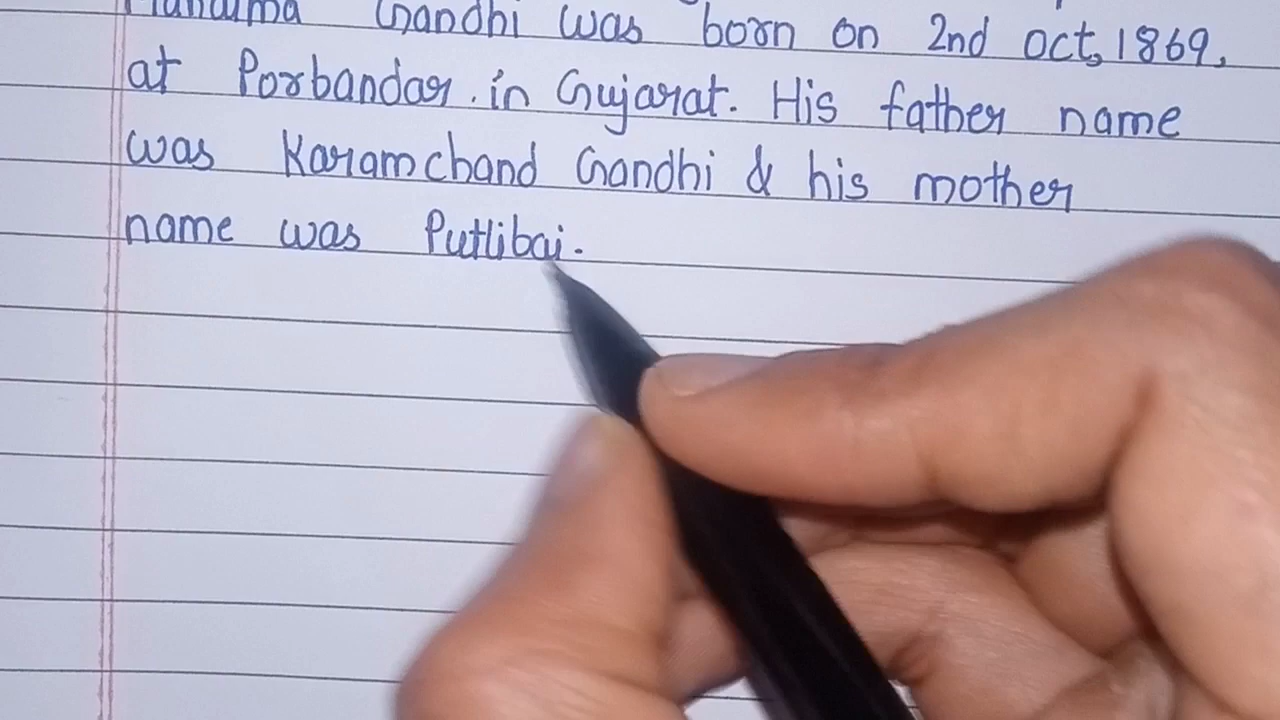 Mahatma Gandhi was born on 2nd Oct, 1869,
at Porbandar. in Gujarat. His father name
was Karamchand Gandhi & his mother
name was Putlibai.